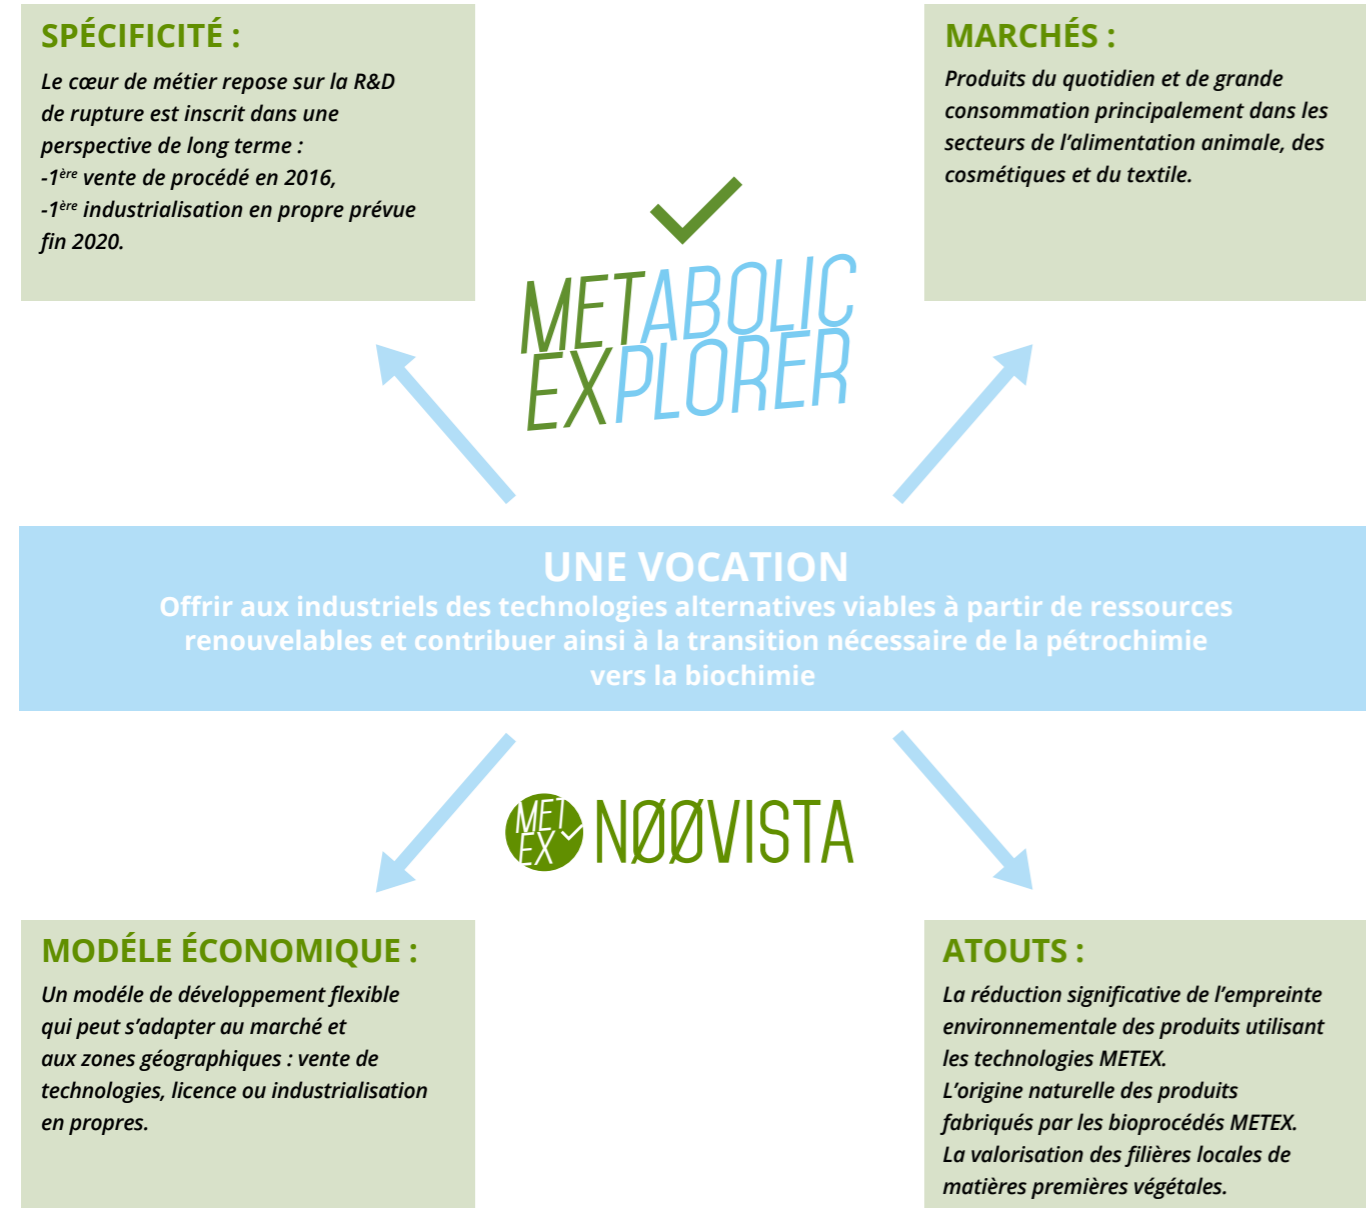 SPÉCIFICITÉ :
Le cœur de métier repose sur la R&D
de rupture est inscrit dans une
perspective de long terme :
-1ère vente de procédé en 2016,
-1ère industrialisation en propre prévue
fin 2020.
MARCHÉS :
Produits du quotidien et de grande
consommation principalement dans les
secteurs de l'alimentation animale, des
cosmétiques et du textile.
METABOLIC
EXPLORER
UNE VOCATION
Offrir aux industriels des technologies alternatives viables à partir de ressources
renouvelables et contribuer ainsi à la transition nécessaire de la pétrochimie
vers la biochimie
MET
EX
NØØVISTA
MODÉLE ÉCONOMIQUE :
Un modéle de développement flexible
qui peut s'adapter au marché et
aux zones géographiques : vente de
technologies, licence ou industrialisation
en propres.
ATOUTS :
La réduction significative de l'empreinte
environnementale des produits utilisant
les technologies METEX.
L'origine naturelle des produits
fabriqués par les bioprocédés METEX.
La valorisation des filières locales de
matières premières végétales.